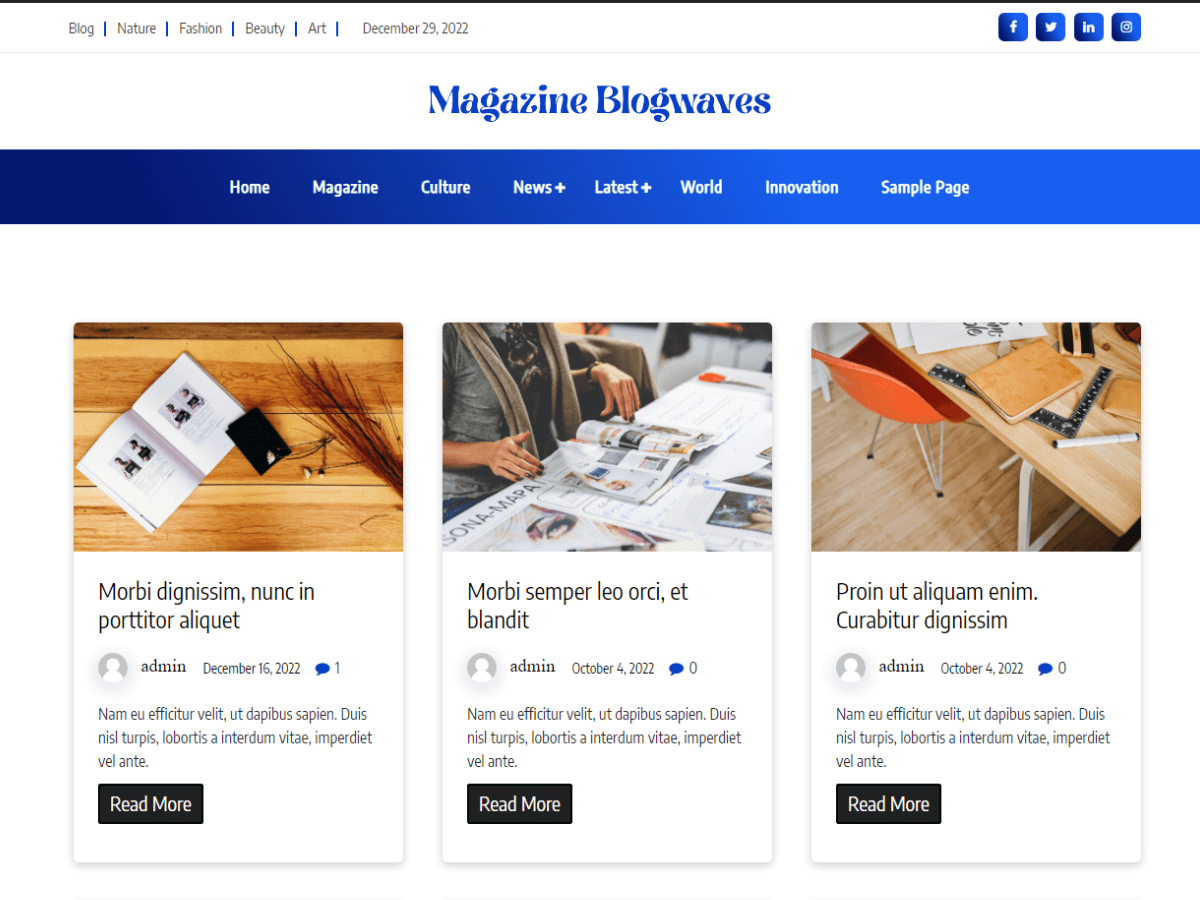 Blog Nature Fashion Beauty Art December 29, 2022
Magazine Blogwaves
Home Magazine Culture News Latest World Innovation Sample Page
SONA-MAPA
Morbi dignissim, nunc in
porttitor aliquet
admin December 16, 2022 1
Nam eu efficitur velit, ut dapibus sapien. Duis
nisl turpis, lobortis a interdum vitae, imperdiet
vel ante.
Read More
Morbi semper leo orci, et
blandit
admin October 4, 2022 0
Nam eu efficitur velit, ut dapibus sapien. Duis
nisl turpis, lobortis a interdum vitae, imperdiet
vel ante.
Read More
Proin ut aliquam enim.
Curabitur dignissim
admin October 4, 2022 0
Nam eu efficitur velit, ut dapibus sapien. Duis
nisl turpis, lobortis a interdum vitae, imperdiet
vel ante.
Read More